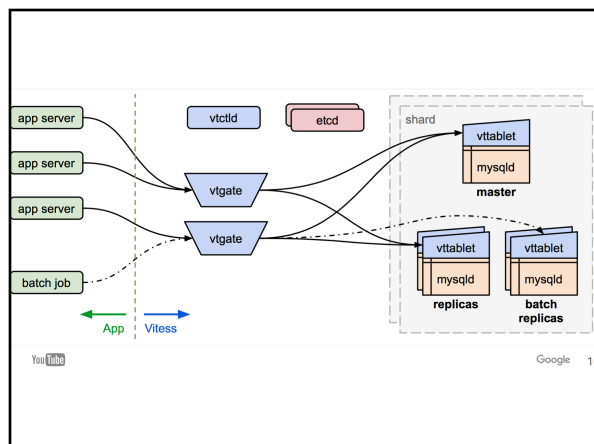 app server
vtctld
etcd
shard
vttablet
mysqld
master
app server
vtgate
app server
vtgate
vttablet
mysqld
replicas
vttablet
mysqld
batch
replicas
batch job
App
Vitess
YouTube
Google